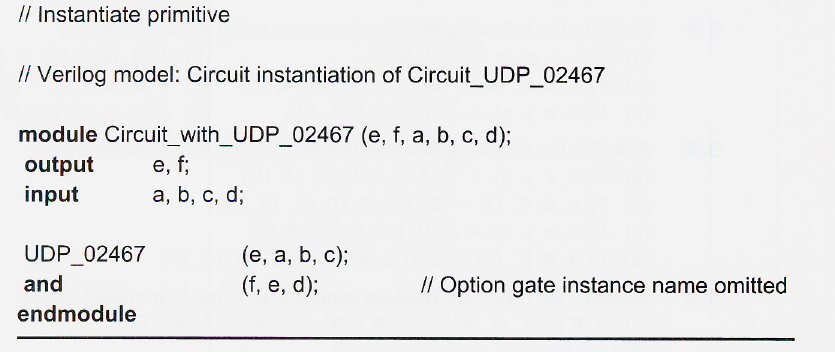 // Instantiate primitive
// Verilog model: Circuit instantiation of Circuit_UDP_02467
module Circuit_with_UDP_02467 (e, f, a, b, c, d);
output e, f;
input a, b, c, d;
UDP_02467 (e, a, b, c);
and (f, e, d); // Option gate instance name omitted
endmodule